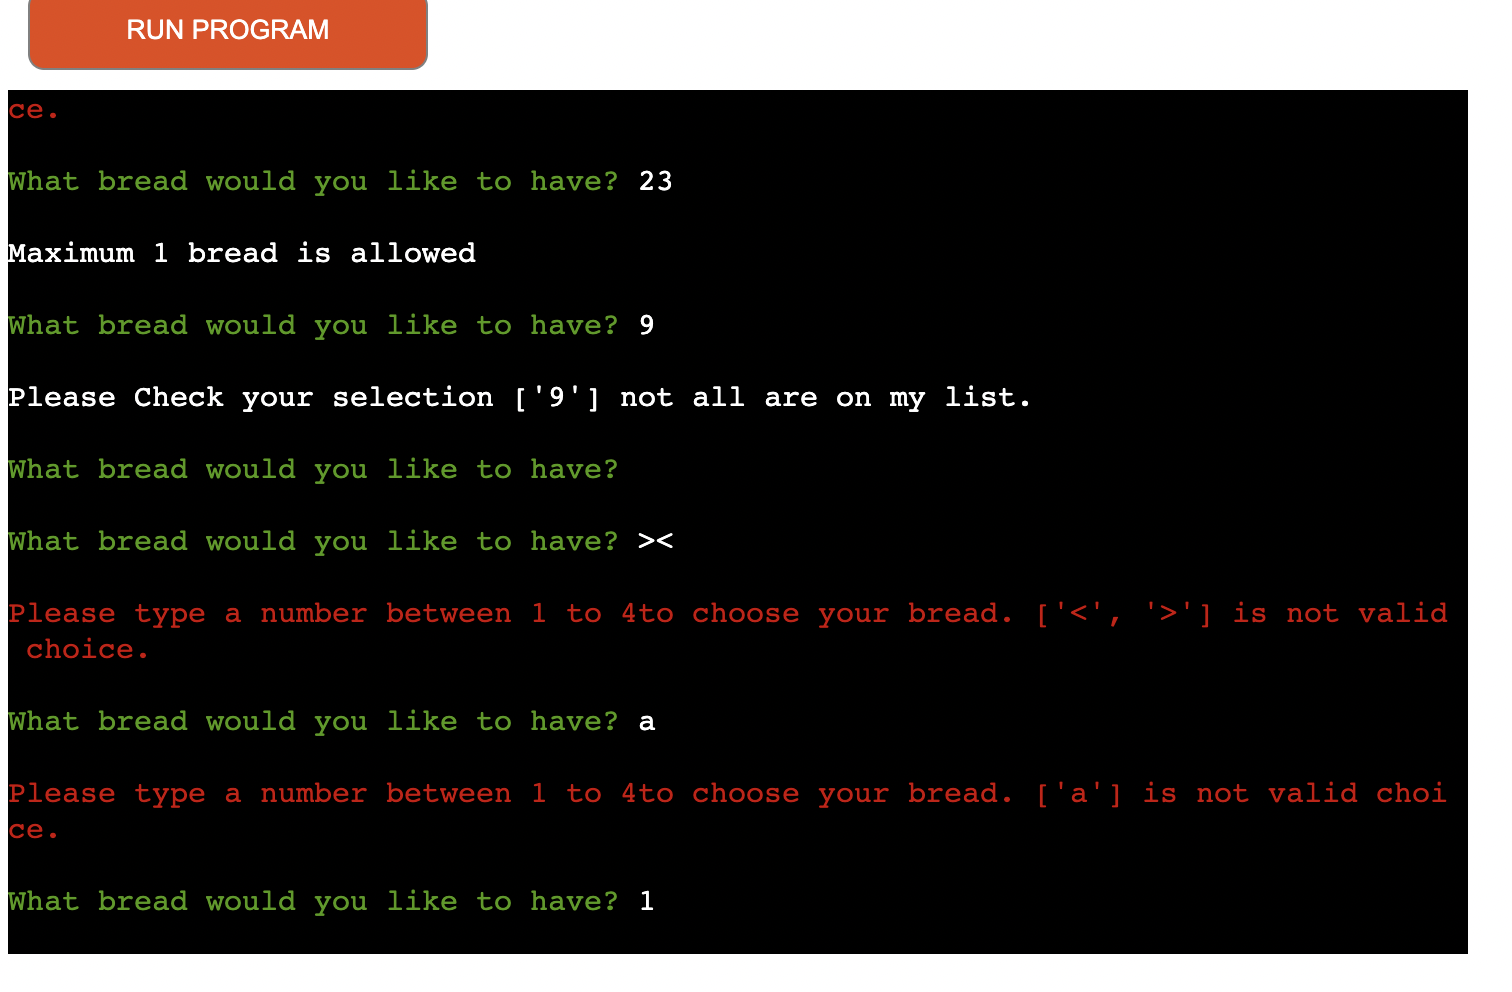 RUN PROGRAM
ce.
What bread would you like to have? 23
Maximum 1 bread is allowed
What bread would you like to have? 9
Please Check your selection ['9'] not all are on my list.
What bread would you like to have?
What bread would you like to have? ><
Please type a number between 1 to 4to choose your bread. ['<', '>'] is not valid
choice.
What bread would you like to have? a
Please type a number between 1 to 4to choose your bread. ['a'] is not valid choi
ce.
What bread would you like to have? 1